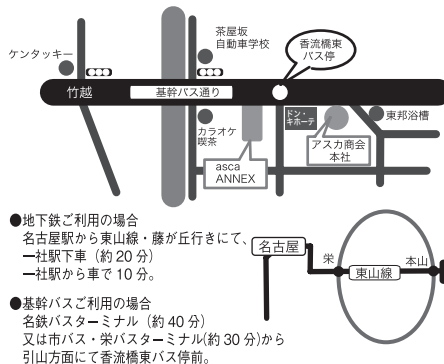 茶屋坂
自動車学校
香流橋東
バス停
ケンタッキー
竹越
基幹バス通り
カラオケ
喫茶
ドン・
キホーテ
東邦浴槽
アスカ商会
本社
asca
ANNEX
●地下鉄ご利用の場合
名古屋駅から東山線・藤が丘行きにて、
一社駅下車（約20分）
一社駅から車で10分。
名古屋
栄
東山線
本山
●基幹バスご利用の場合
名鉄バスターミナル（約40分）
又は市バス・栄バスターミナル(約30分)から
引山方面にて香流橋東バス停前。